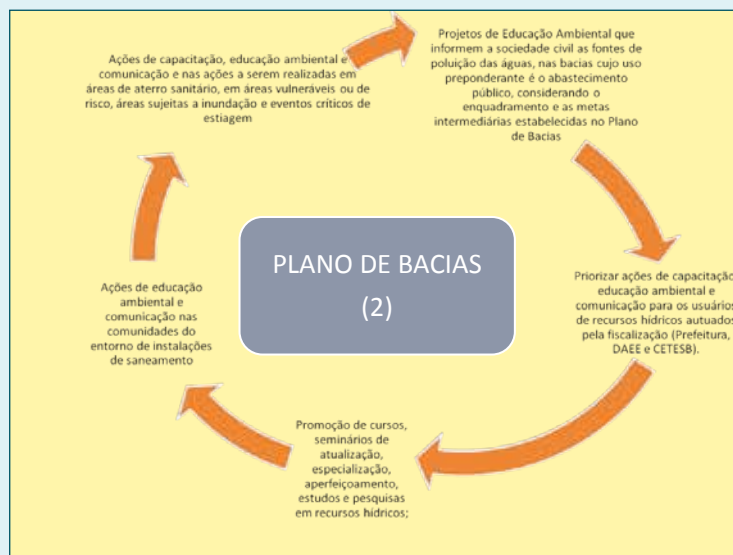 Ações de capacitação, educação ambiental e
comunicação e nas ações a serem realizadas em
áreas de aterro sanitário, em áreas vulneráveis ou de
risco, áreas sujeitas a inundação e eventos críticos de
estiagem
Projetos de Educação Ambiental que
informem a sociedade civil as fontes de
poluição das águas, nas bacias cujo uso
preponderante é o abastecimento
público, considerando o
enquadramento e as metas
intermediárias estabelecidas no Plano
de Bacias
Priorizar ações de capacitação
educação ambiental e
comunicação para os usuários
de recursos hídricos autuados
pela fiscalização (Prefeitura,
DAEE e CETESB).
Promoção de cursos,
seminários de
atualização,
especialização,
aperfeiçoamento,
estudos e pesquisas
em recursos hídricos;
Ações de educação
ambiental e
comunicação nas
comunidades do
entorno de instalações
de saneamento
PLANO DE BACIAS
(2)